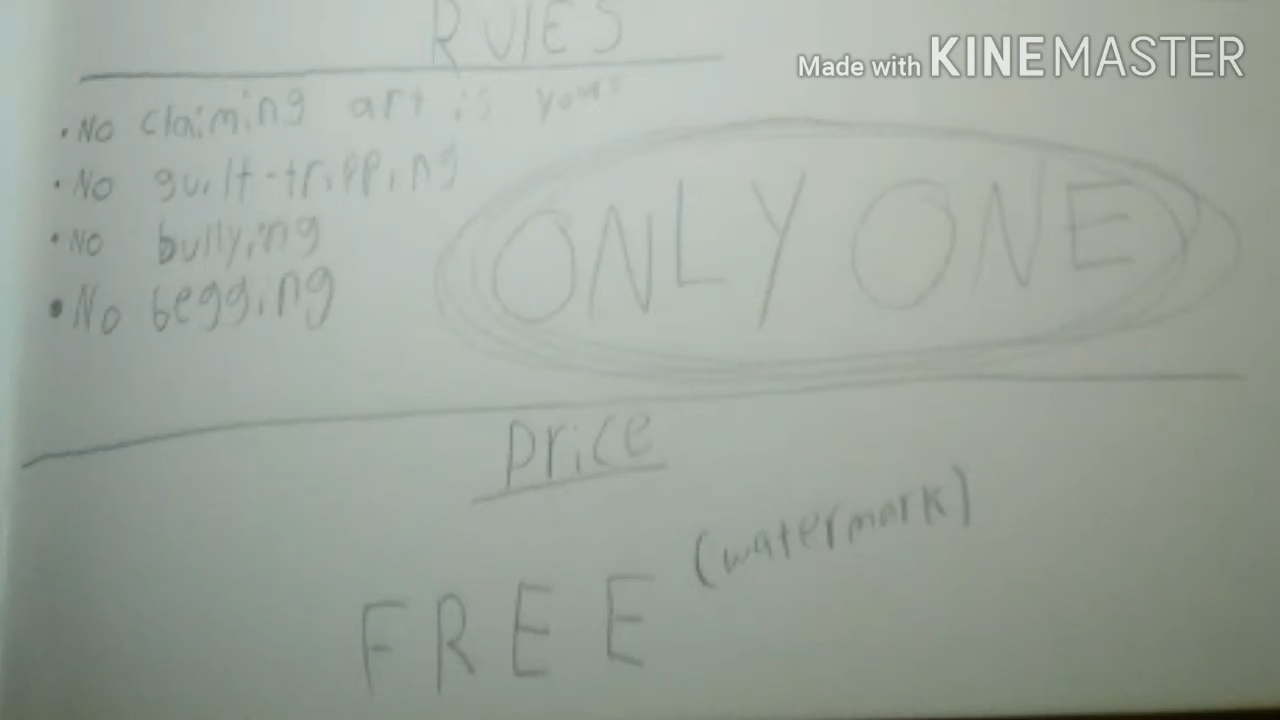 RULES
Made with KINEMASTER
• No claiming art is yours
• No guilt-tripping
• No bullying
• No begging
ONLY ONE
Price
(watermark)
FREE